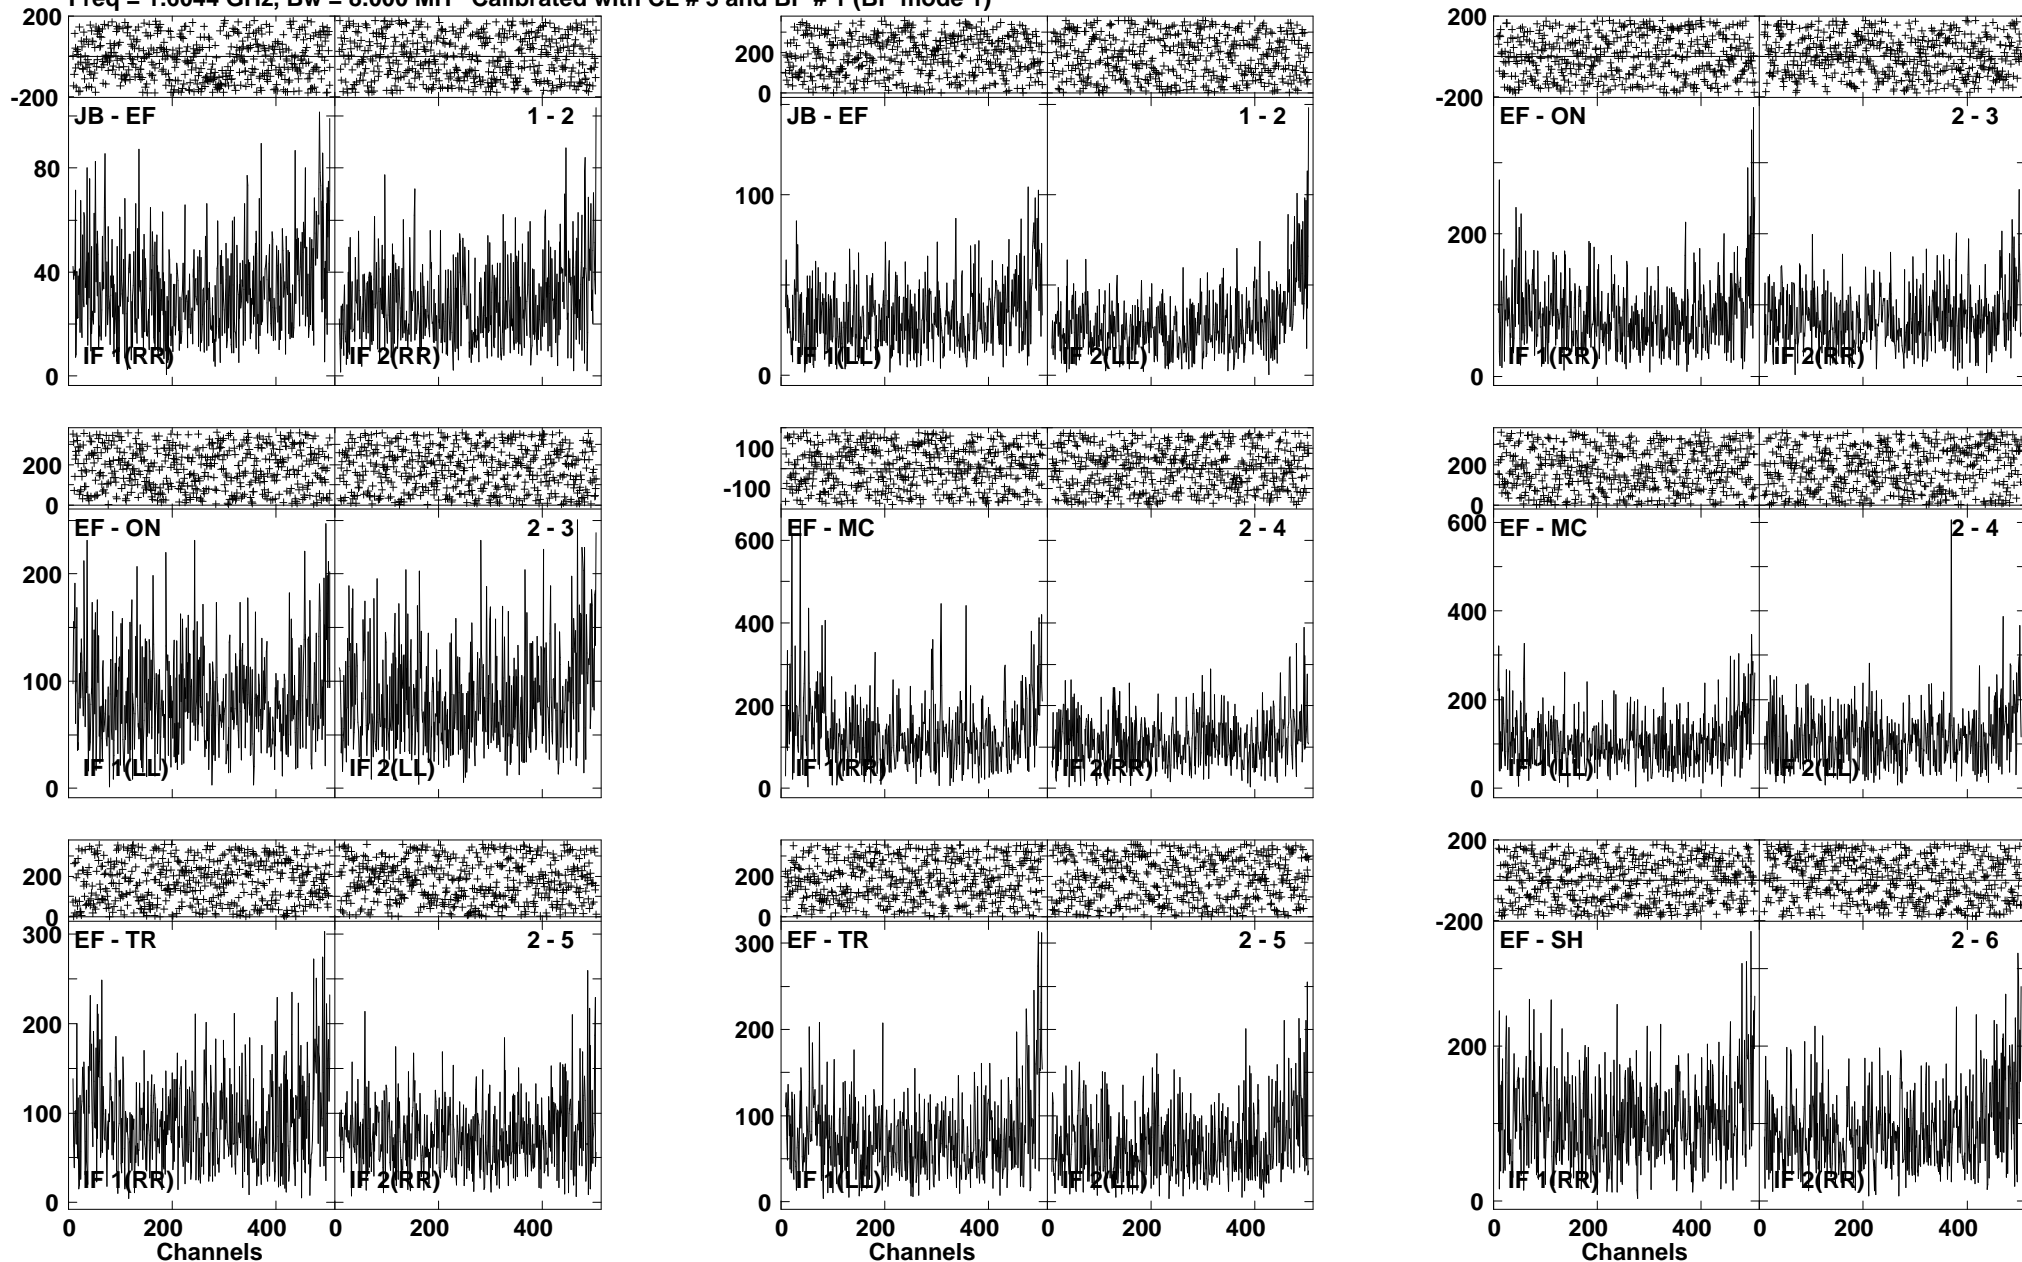 Freq = 1.6044 GHz, Bw = 8.000 MH Calibrated with CL # 3 and BP # 1 (BP mode 1)
200 -200 JB - EF 1 - 2 80 40 0 IF 1(RR) IF 2(RR)
200 0 JB - EF 1 - 2 100 0 IF 1(LL) IF 2(LL)
200 -200 EF - ON 2 - 3 200 0 IF 1(RR) IF 2(RR)
200 0 EF - ON 2 - 3 200 100 0 IF 1(LL) IF 2(LL)
100 -100 EF - MC 2 - 4 600 400 200 0 IF 1(RR) IF 2(RR)
200 0 EF - MC 2 - 4 600 400 200 0 IF 1(LL) IF 2(LL)
200 0 EF - TR 2 - 5 300 200 100 0 IF 1(RR) IF 2(RR)
0 200 400 0 200 400
Channels
200 0 EF - TR 2 - 5 300 200 100 0 IF 1(LL) IF 2(LL)
0 200 400 0 200 400
Channels
200 -200 EF - SH 2 - 6 200 0 IF 1(RR) IF 2(RR)
0 200 400 0 200 400
Channels